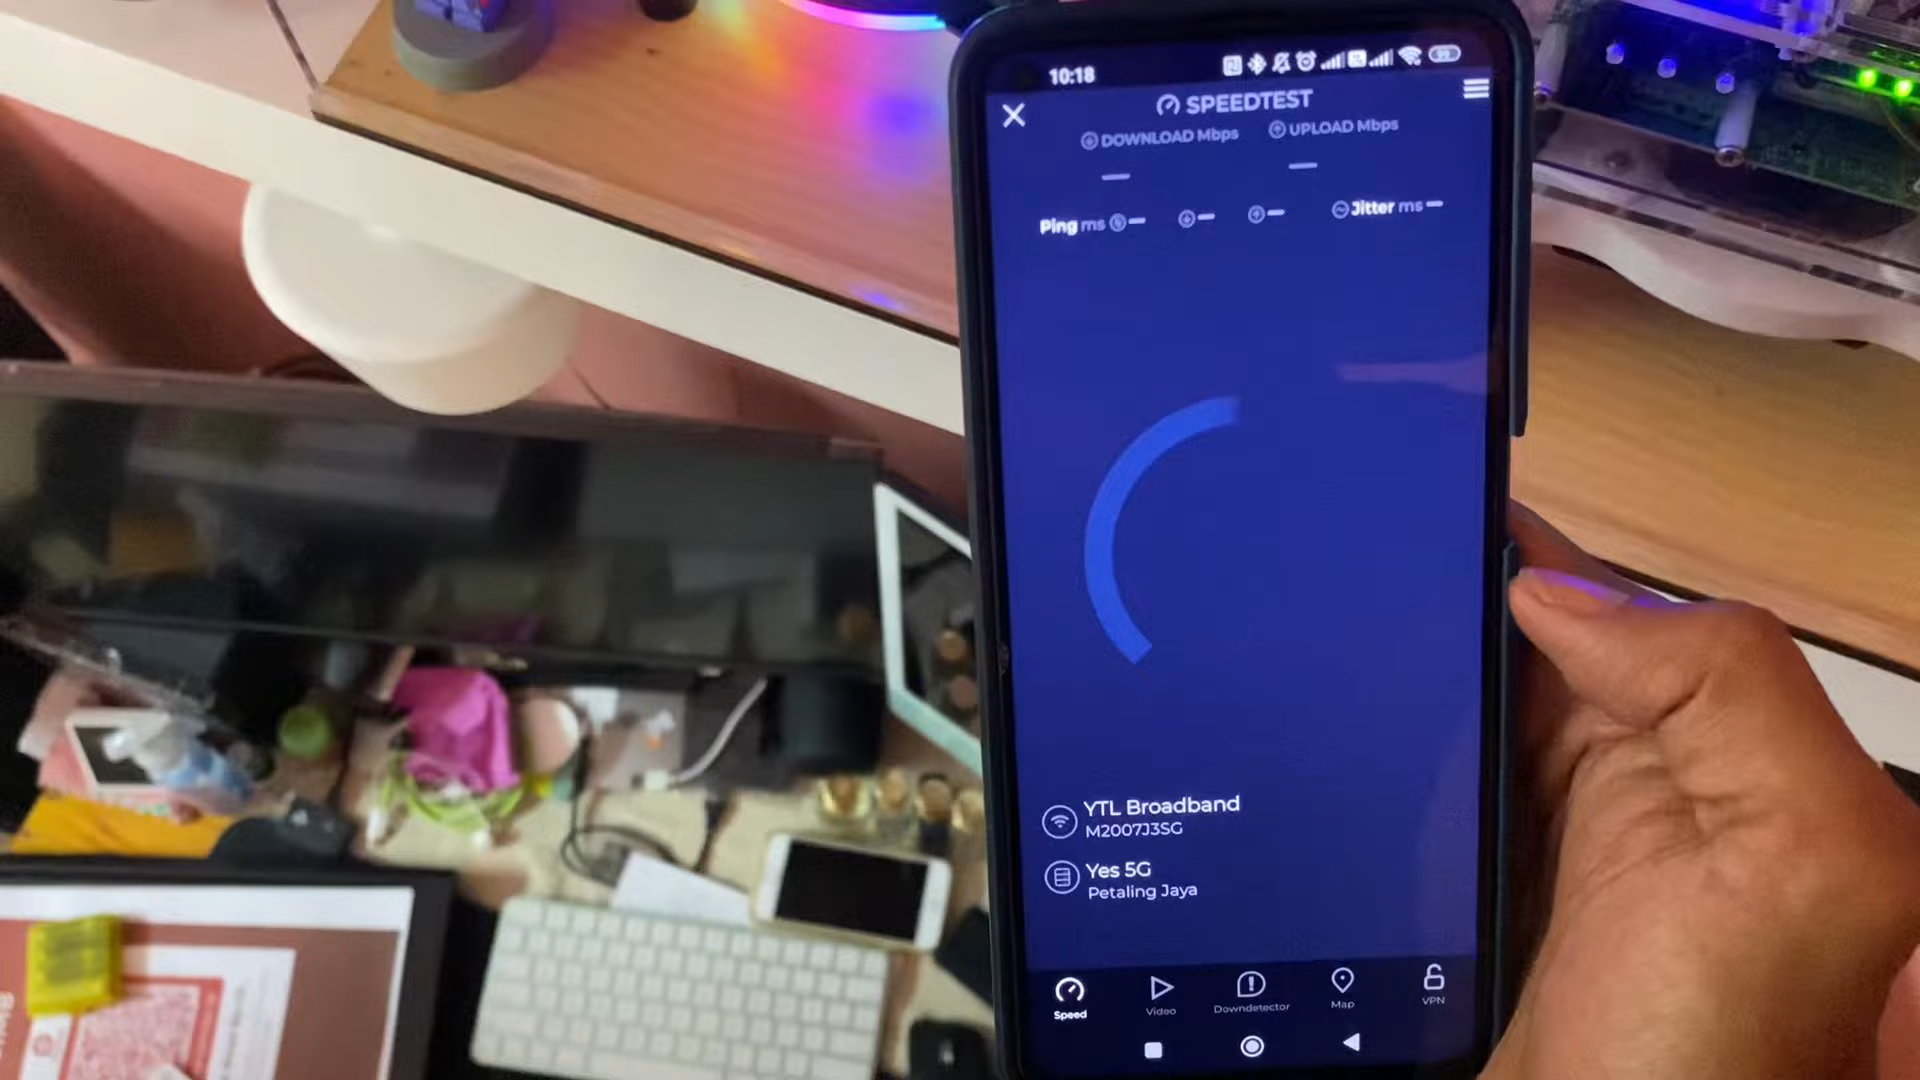 10:18
SPEEDTEST
DOWNLOAD Mbps UPLOAD Mbps
Ping ms Jitter ms
YTL Broadband
M2007J3SG
Yes 5G
Petaling Jaya
Speed Video Downdetector Map VPN